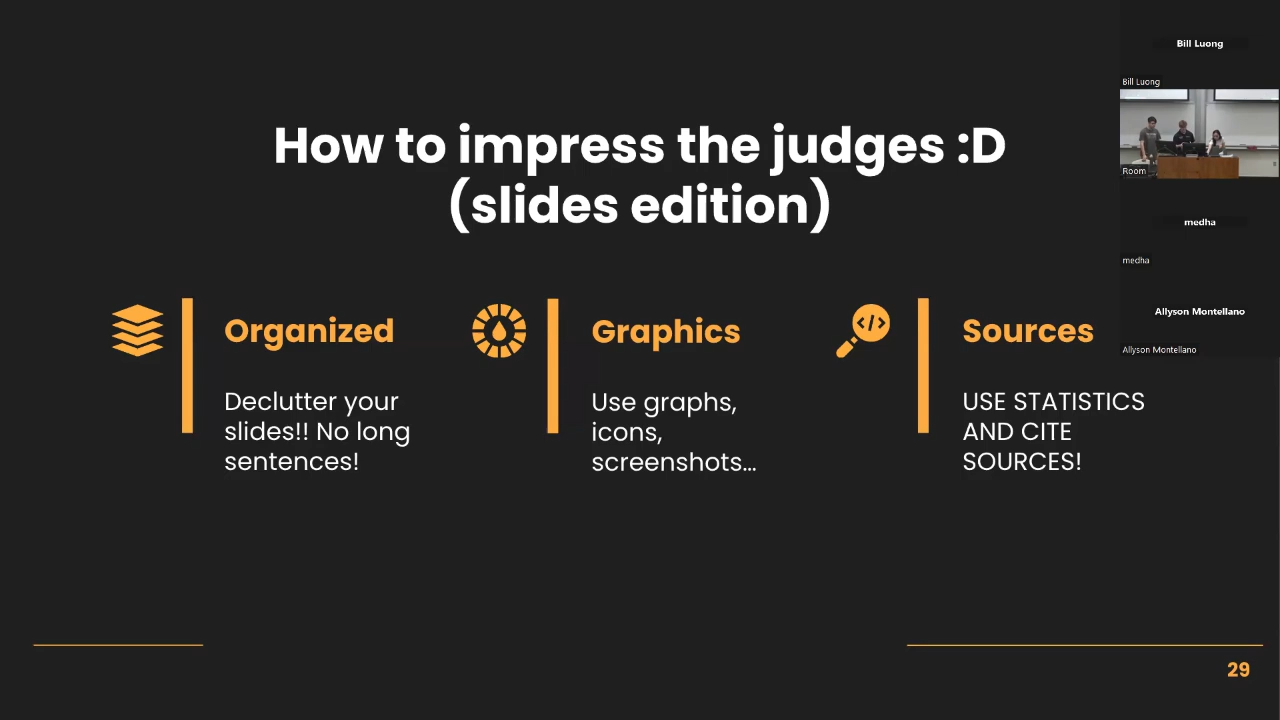 How to impress the judges :D
(slides edition)
Organized
Declutter your
slides!! No long
sentences!
Graphics
Use graphs,
icons,
screenshots...
Sources
USE STATISTICS
AND CITE
SOURCES!
29
Bill Luong
Bill Luong
Room
medha
medha
Allyson Montellano
Allyson Montellano